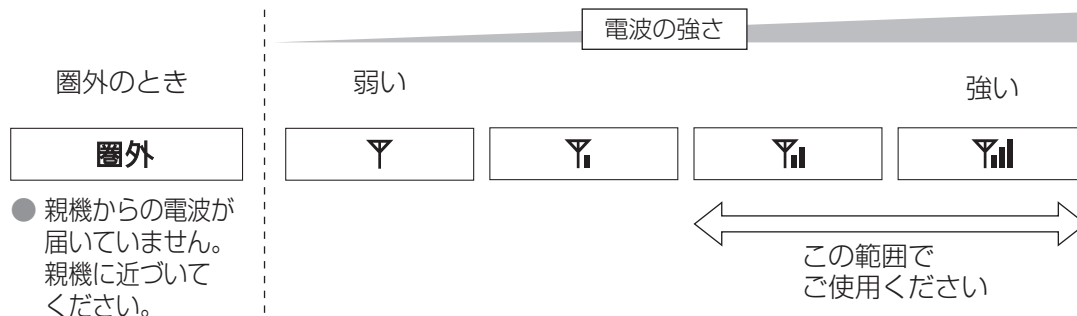 電波の強さ
圏外のとき
弱い
強い
圏外
● 親機からの電波が
届いていません。
親機に近づいて
ください。
この範囲で
ご使用ください